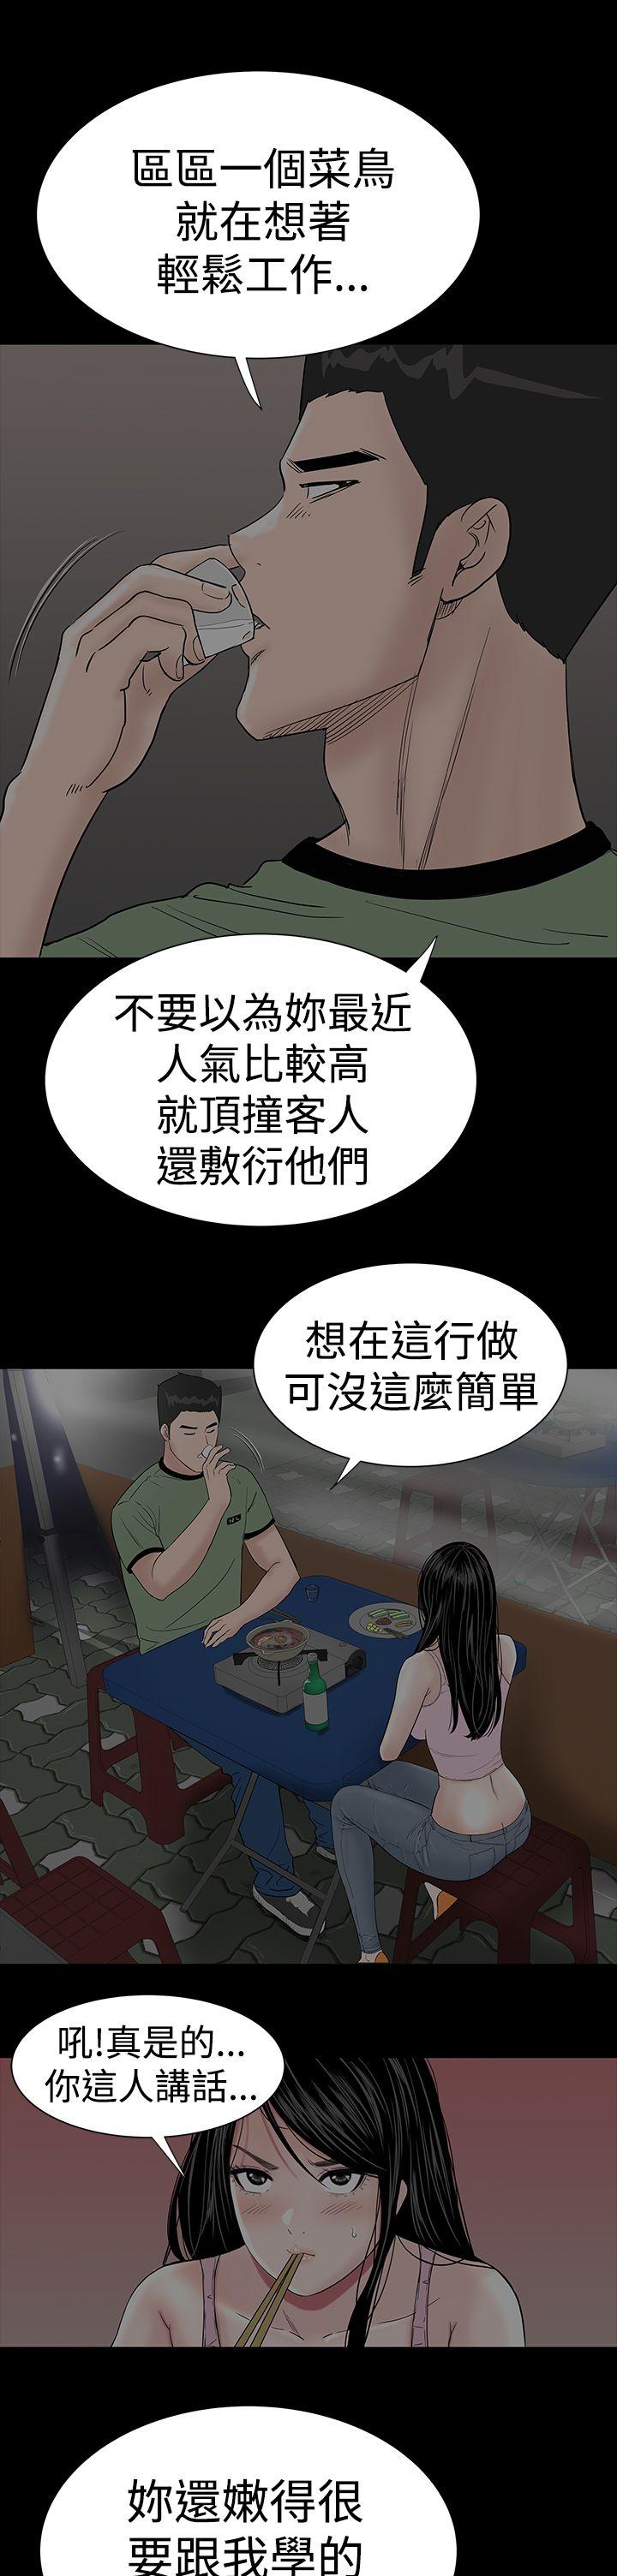 區區一個菜鳥
就在想著
輕鬆工作…
不要以為妳最近
人氣比較高
就頂撞客人
還敷衍他們
想在這行做
可沒這麼簡單
NL
吼!真是的…
你這人講話…
妳還嫩得很
要跟我學的